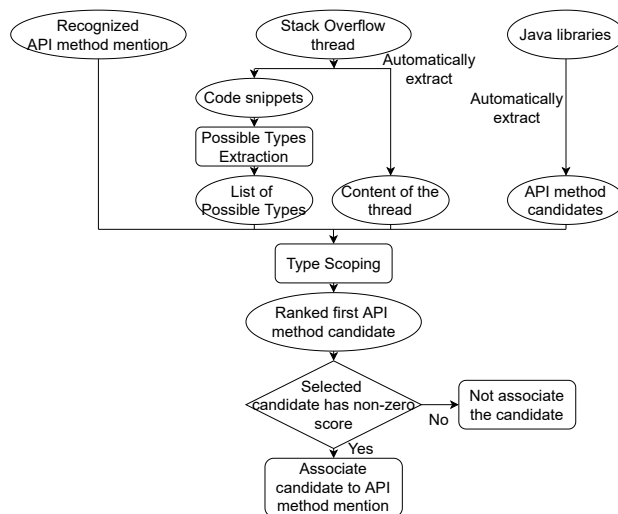 Recognized
API method mention
Stack Overflow
thread
Java libraries
Automatically
extract
Code snippets
Automatically
extract
Possible Types
Extraction
List of
Possible Types
Content of the
thread
API method
candidates
Type Scoping
Ranked first API
method candidate
Selected
candidate has non-zero
score
No
Not associate
the candidate
Yes
Associate
candidate to API
method mention